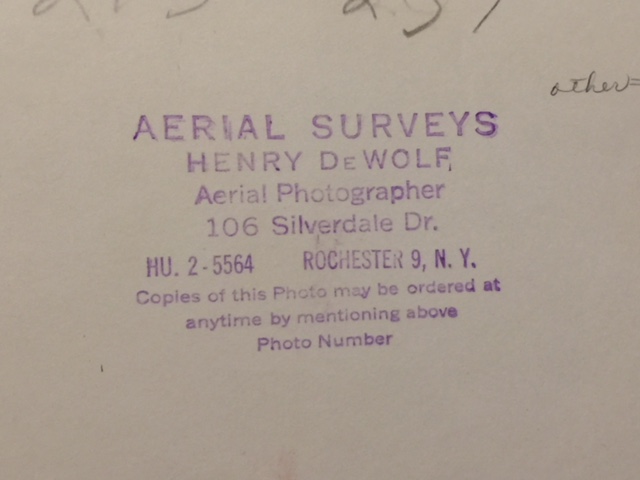 other=
AERIAL SURVEYS
HENRY DEWOLF,
Aerial Photographer
106 Silverdale Dr.
HU. 2-5564 ROCHESTER 9, N. Y.
Copies of this Photo may be ordered at
anytime by mentioning above
Photo Number